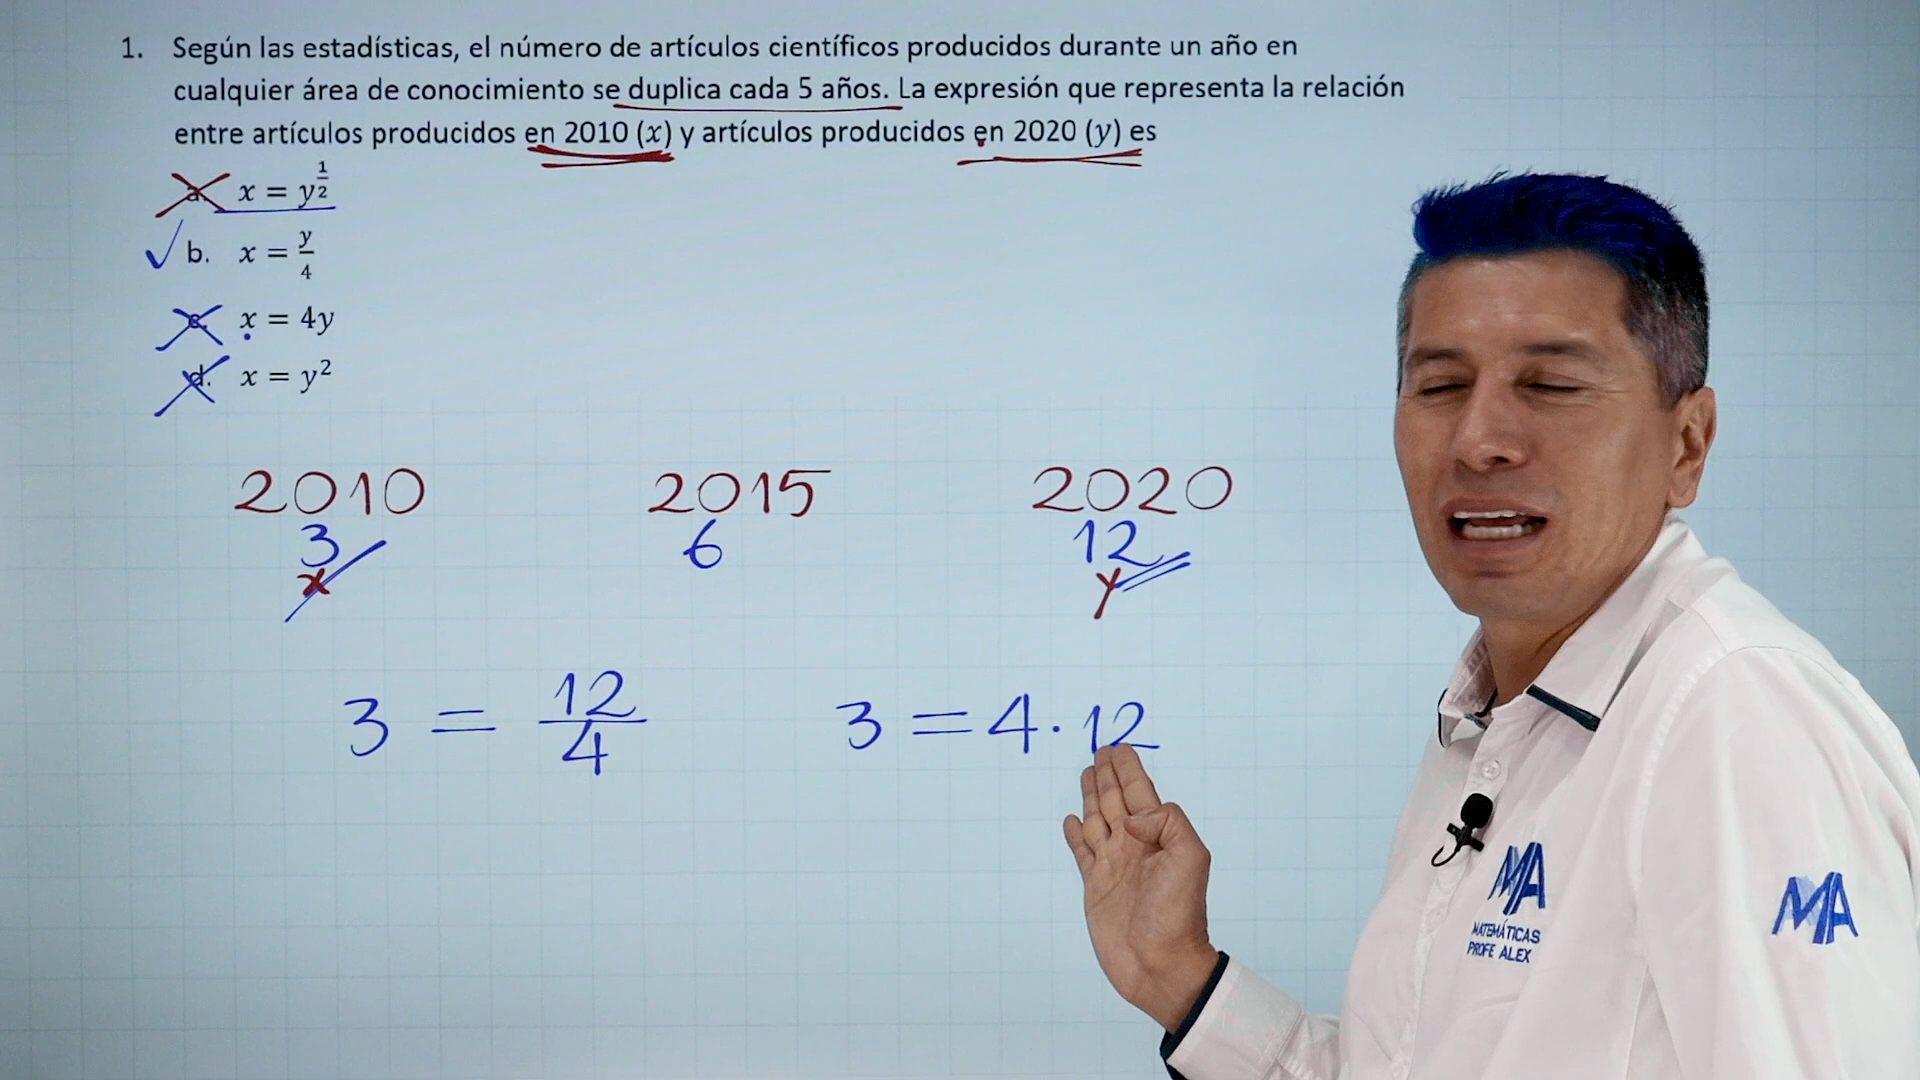 1. Según las estadísticas, el número de artículos científicos producidos durante un año en
cualquier área de conocimiento se duplica cada 5 años. La expresión que representa la relación
entre artículos producidos en 2010 (x) y artículos producidos en 2020 (y) es
a. x = y^(1/2)
b. x = y/4
c. x = 4y
d. x = y²
2010 2015 2020
3 6 12
x y
3 = 12/4 3 = 4·12
MA
MATEMÁTICAS
PROFE ALEX
MA